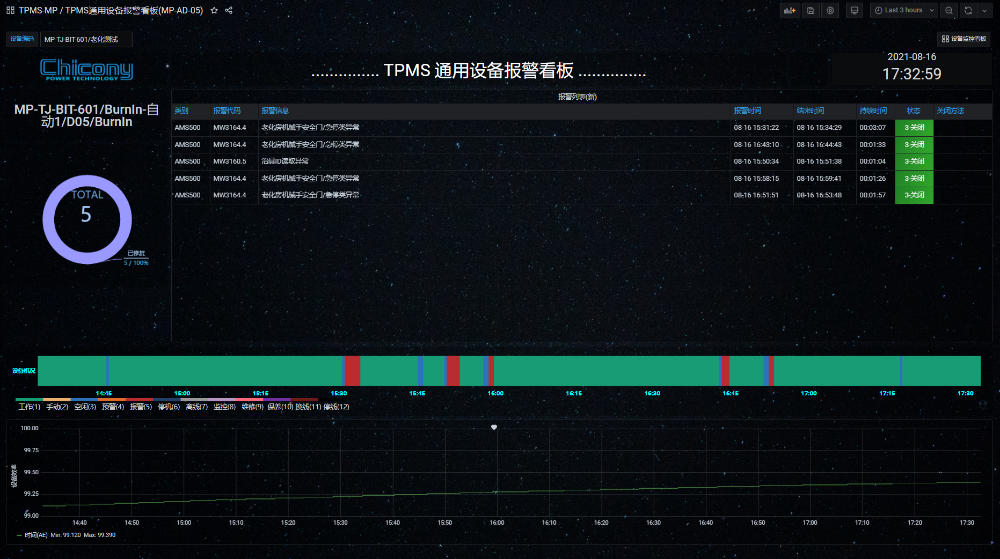 TPMS-MP / TPMS通用设备报警看板(MP-AD-05)
Last 3 hours
设备编码 MP-TJ-BIT-601/老化测试
设备监控看板
Chicony
POWER TECHNOLOGY
............... TPMS 通用设备报警看板 ...............
2021-08-16
17:32:59
MP-TJ-BIT-601/BurnIn-自
动1/D05/BurnIn
TOTAL
5
已修复
5 / 100%
报警列表(新)
类别 报警代码 报警信息 报警时间 结束时间 持续时间 状态 关闭方法
AMS500 MW3164.4 老化房机械手安全门/急停类异常 08-16 15:31:22 08-16 15:34:29 00:03:07 3-关闭
AMS500 MW3164.4 老化房机械手安全门/急停类异常 08-16 16:43:10 08-16 16:44:43 00:01:33 3-关闭
AMS500 MW3160.5 治具ID读取异常 08-16 15:50:34 08-16 15:51:38 00:01:04 3-关闭
AMS500 MW3164.4 老化房机械手安全门/急停类异常 08-16 15:58:15 08-16 15:59:41 00:01:26 3-关闭
AMS500 MW3164.4 老化房机械手安全门/急停类异常 08-16 16:51:51 08-16 16:53:48 00:01:57 3-关闭
设备机况
14:45 15:00 15:15 15:30 15:45 16:00 16:15 16:30 16:45 17:00 17:15 17:30
工作(1) 手动(2) 空闲(3) 预警(4) 报警(5) 停机(6) 离线(7) 监控(8) 维修(9) 保养(10) 换线(11) 停线(12)
设备效率
100.00
99.75
99.50
99.25
99.00
14:40 14:50 15:00 15:10 15:20 15:30 15:40 15:50 16:00 16:10 16:20 16:30 16:40 16:50 17:00 17:10 17:20 17:30
时间(AE) Min: 99.120 Max: 99.390